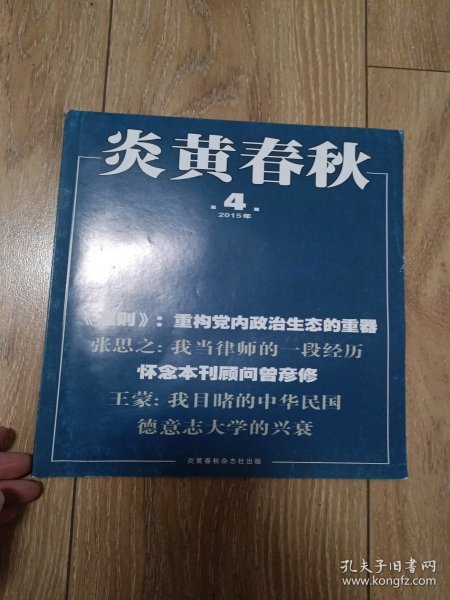 炎黄春秋
4
2015年
则》：重构党内政治生态的重器
张思之：我当律师的一段经历
怀念本刊顾问曾彦修
王蒙：我目睹的中华民国
德意志大学的兴衰
炎黄春秋杂志社出版
孔夫子旧书网
www.kongfz.com